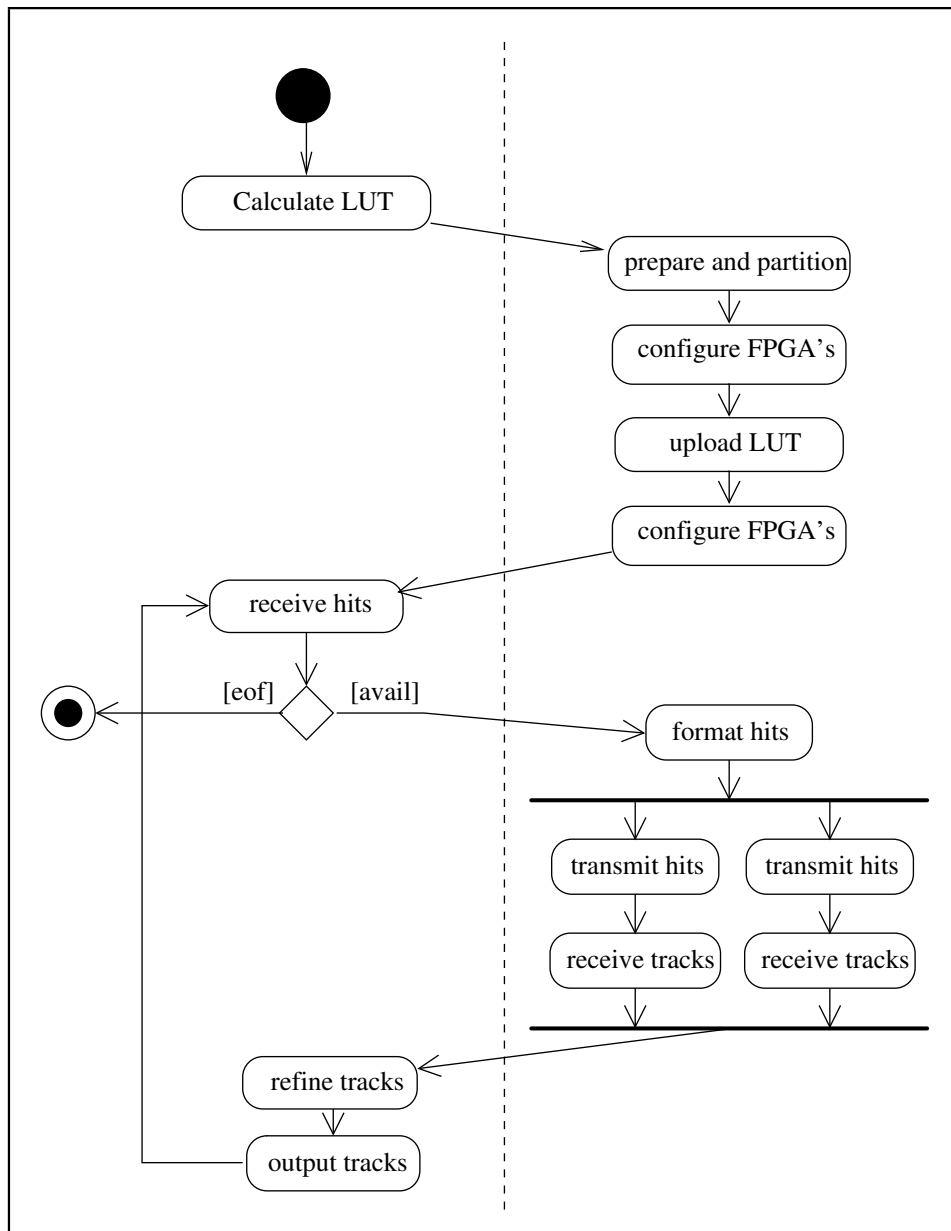 Calculate LUT
prepare and partition
configure FPGA's
upload LUT
configure FPGA's
receive hits
[eof]
[avail]
format hits
transmit hits
transmit hits
receive tracks
receive tracks
refine tracks
output tracks